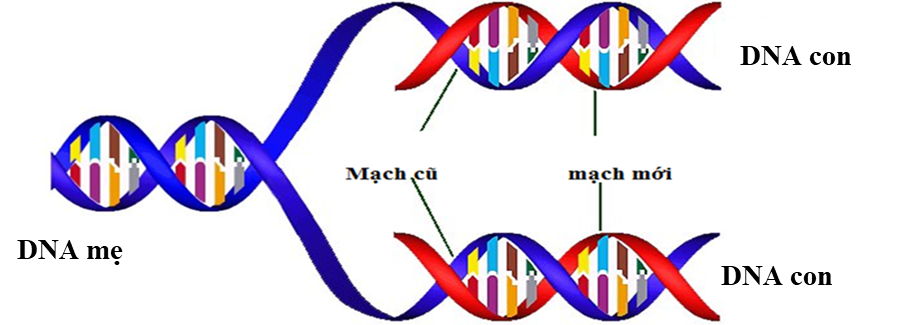 DNA con
Mạch cũ
mạch mới
DNA mẹ
DNA con